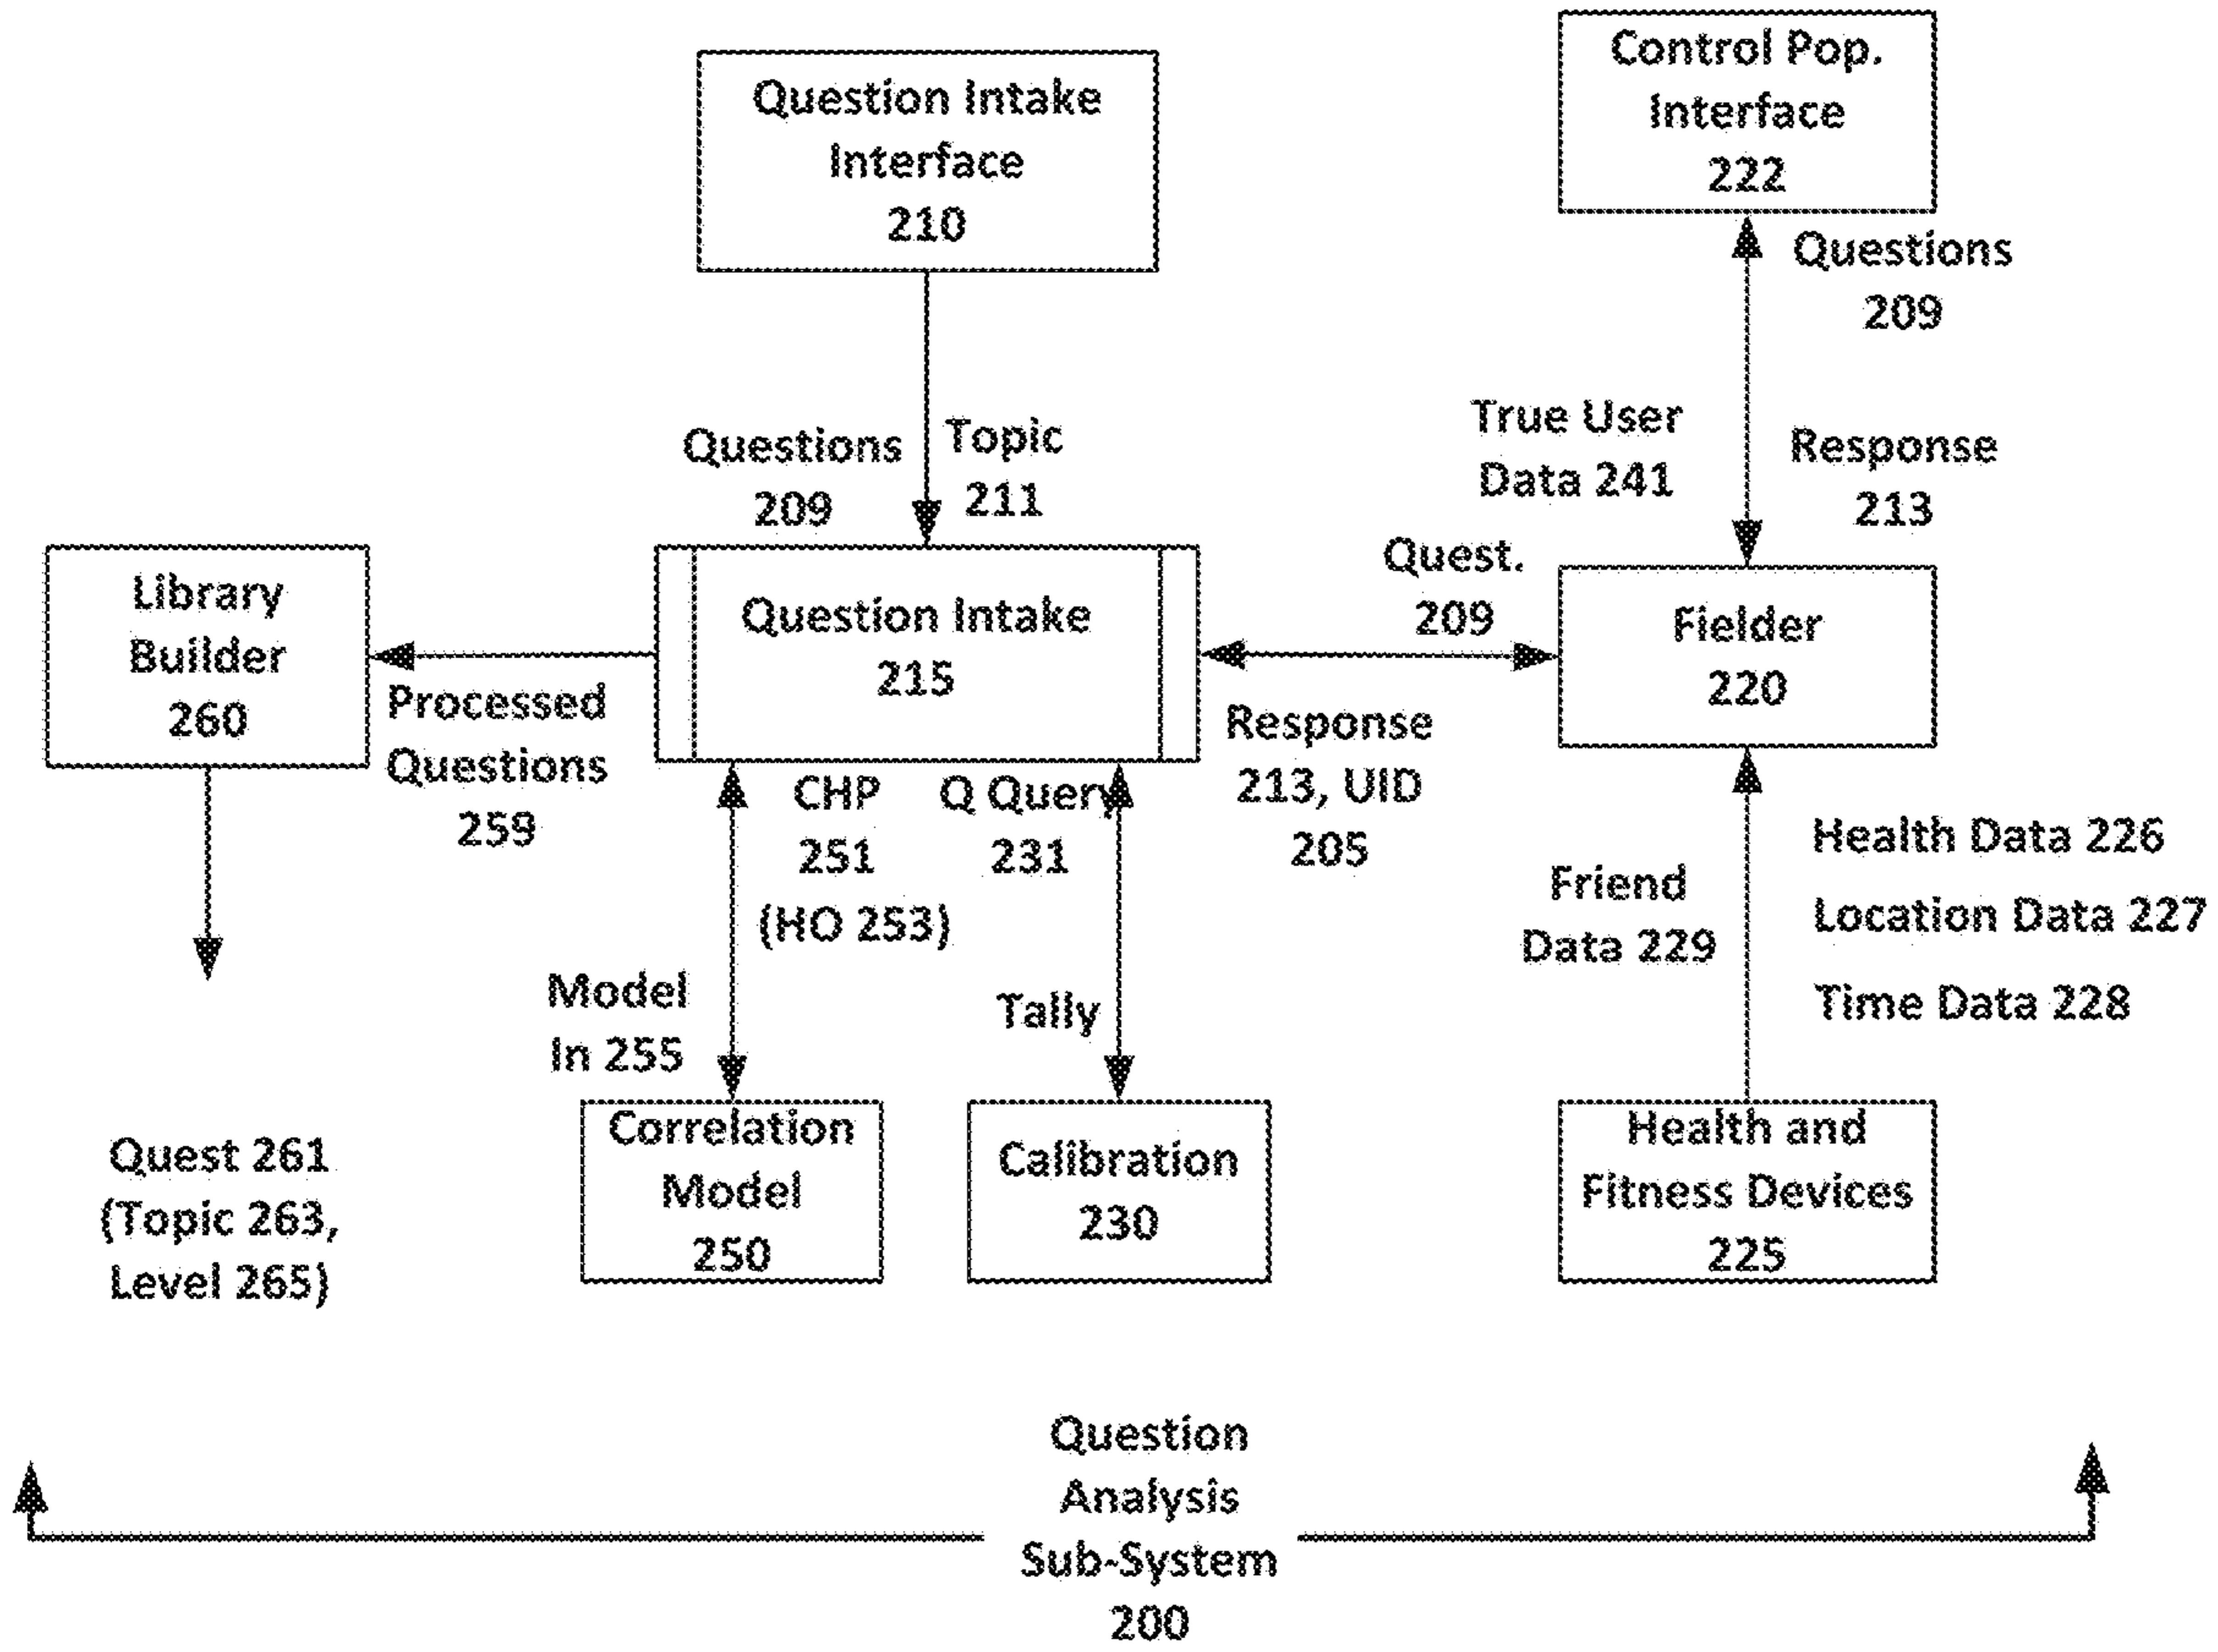 Question Intake
Interface
210
Control Pop.
Interface
222
Questions
209
Topic
211
Questions
209
True User
Data 241
Response
213
Library
Builder
260
Question Intake
215
Quest.
209
Fielder
220
Processed
Questions
259
Response
213, UID
205
CHP
251
(HO 253)
Q Query
231
Model
In 255
Tally
Friend
Data 229
Health Data 226
Location Data 227
Time Data 228
Quest 261
(Topic 263,
Level 265)
Correlation
Model
250
Calibration
230
Health and
Fitness Devices
225
Question
Analysis
Sub-System
200